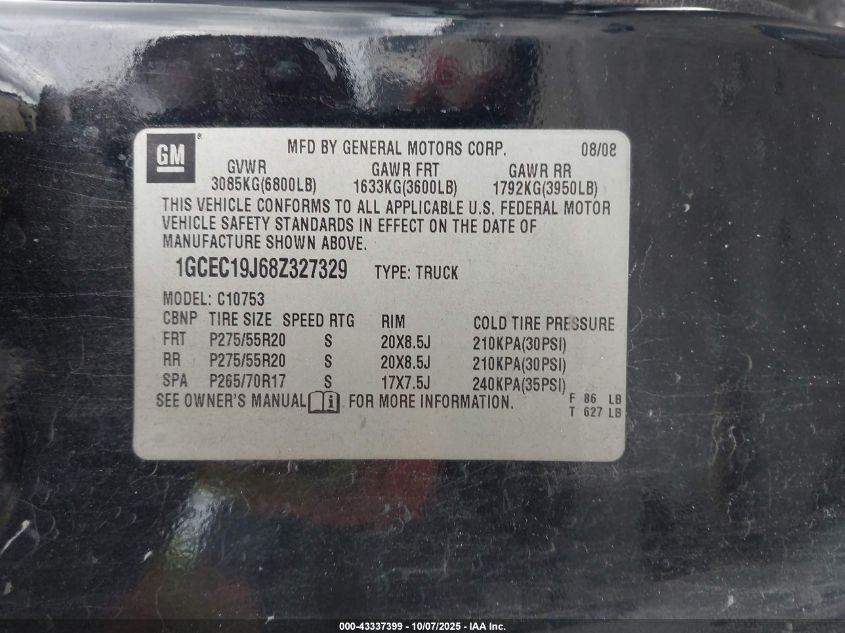 GM ®
MFD BY GENERAL MOTORS CORP. 08/08
GVWR GAWR FRT GAWR RR
3085KG(6800LB) 1633KG(3600LB) 1792KG(3950LB)
THIS VEHICLE CONFORMS TO ALL APPLICABLE U.S. FEDERAL MOTOR
VEHICLE SAFETY STANDARDS IN EFFECT ON THE DATE OF
MANUFACTURE SHOWN ABOVE.
1GCEC19J68Z327329 TYPE: TRUCK
MODEL: C10753
CBNP TIRE SIZE SPEED RTG RIM COLD TIRE PRESSURE
FRT P275/55R20 S 20X8.5J 210KPA(30PSI)
RR P275/55R20 S 20X8.5J 210KPA(30PSI)
SPA P265/70R17 S 17X7.5J 240KPA(35PSI)
SEE OWNER'S MANUAL i FOR MORE INFORMATION. F 86 LB
T 627 LB
000-43337399 - 10/07/2025 - IAA Inc.